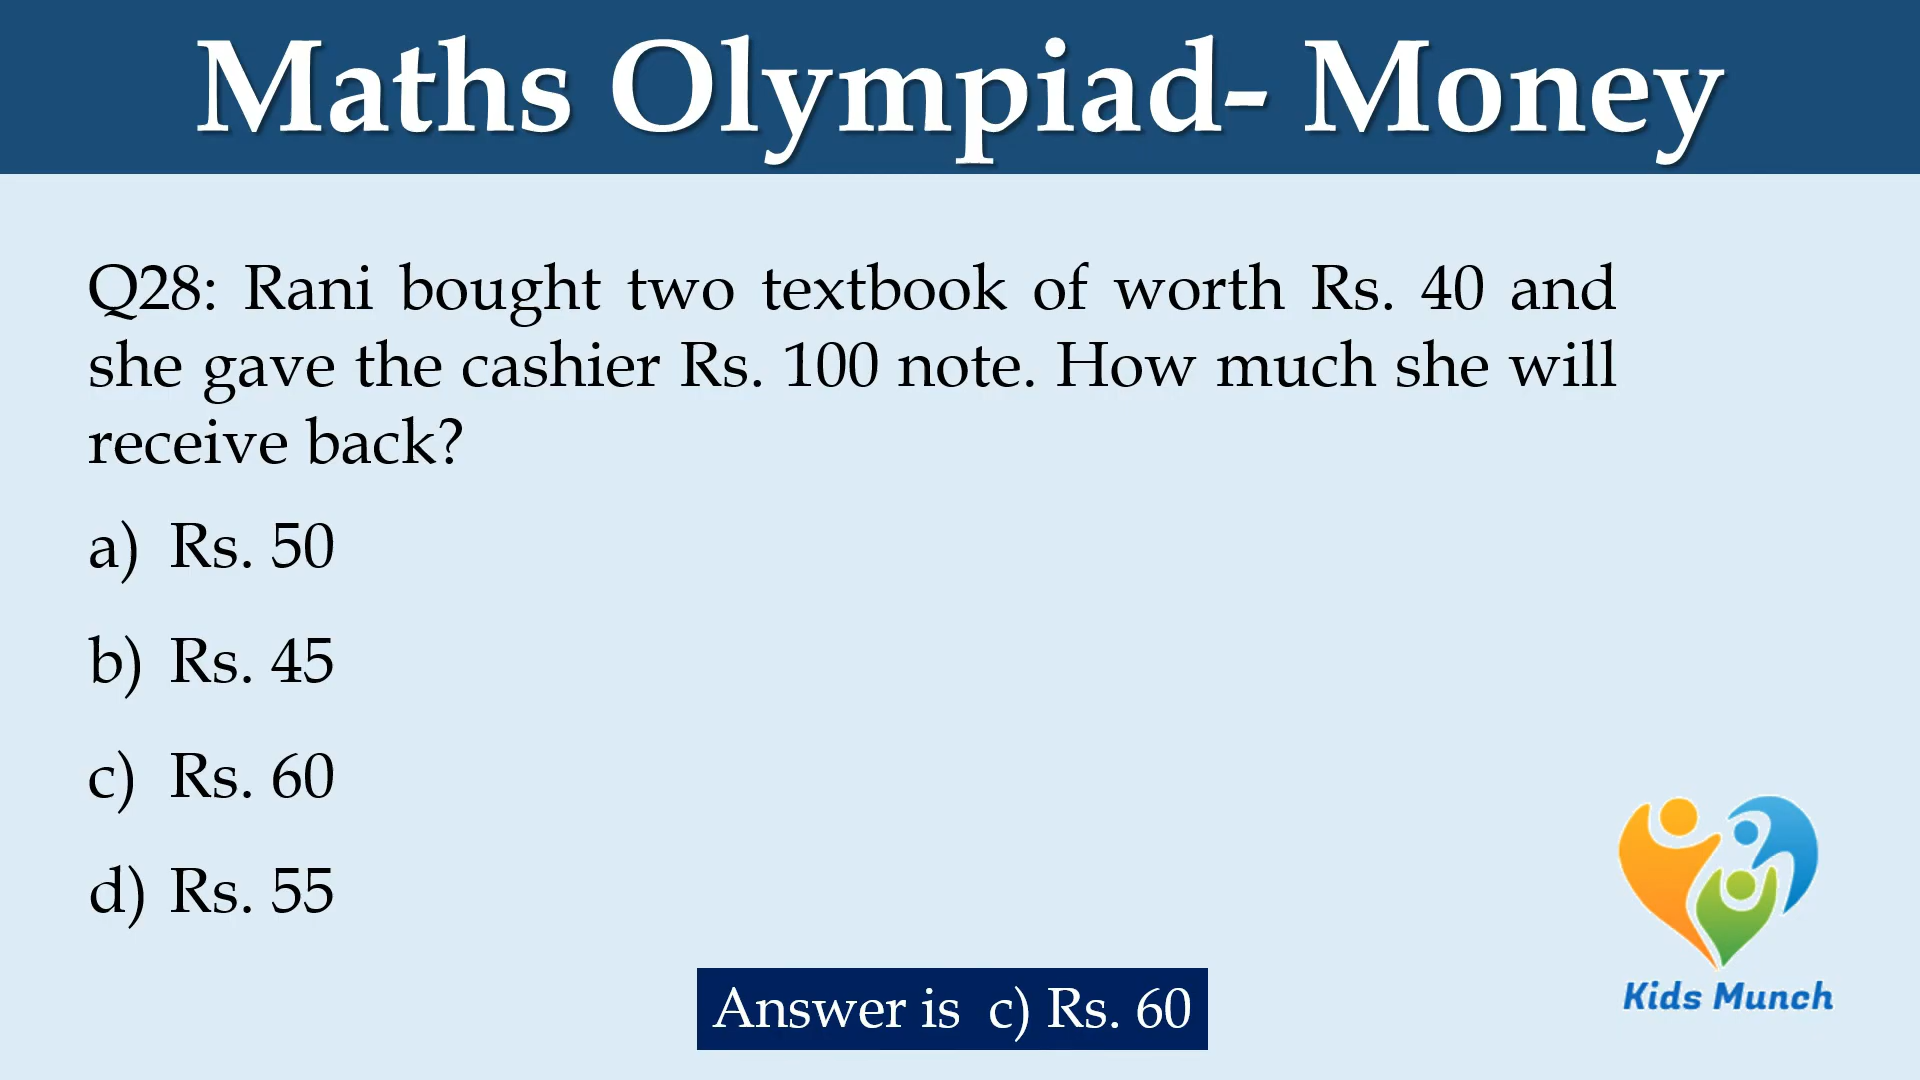 Maths Olympiad- Money
Q28: Rani bought two textbook of worth Rs. 40 and
she gave the cashier Rs. 100 note. How much she will
receive back?
a) Rs. 50
b) Rs. 45
c) Rs. 60
d) Rs. 55
Answer is c) Rs. 60
Kids Munch